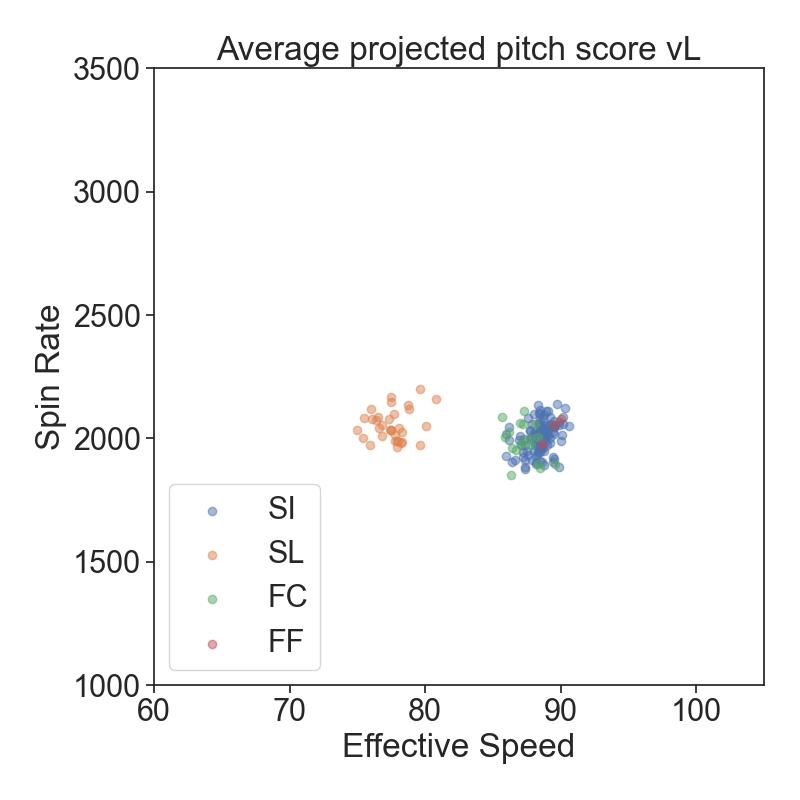 Average projected pitch score vL
3500
3000
2500
2000
1500
1000
Spin Rate
SI
SL
FC
FF
60 70 80 90 100
Effective Speed